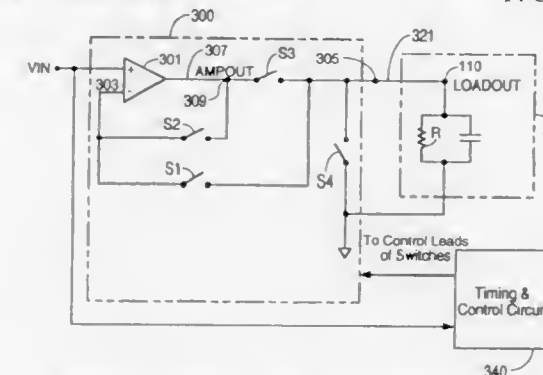 300
VIN
+
301
307
S3
303
-
AMPOUT
309
305
321
110
LOADOUT
S2
R
S1
S4
To Control Leads
of Switches
Timing &
Control Circui
340